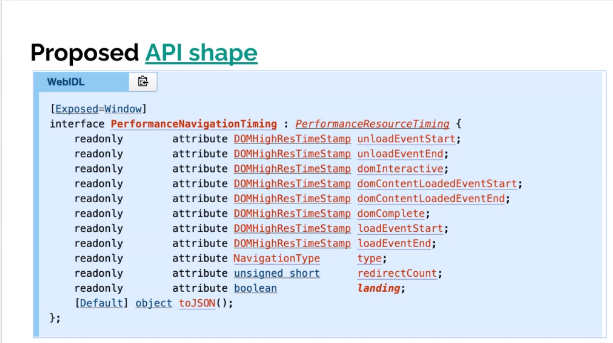 Proposed API shape
WebIDL
[Exposed=Window]
interface PerformanceNavigationTiming : PerformanceResourceTiming {
    readonly        attribute DOMHighResTimeStamp unloadEventStart;
    readonly        attribute DOMHighResTimeStamp unloadEventEnd;
    readonly        attribute DOMHighResTimeStamp domInteractive;
    readonly        attribute DOMHighResTimeStamp domContentLoadedEventStart;
    readonly        attribute DOMHighResTimeStamp domContentLoadedEventEnd;
    readonly        attribute DOMHighResTimeStamp domComplete;
    readonly        attribute DOMHighResTimeStamp loadEventStart;
    readonly        attribute DOMHighResTimeStamp loadEventEnd;
    readonly        attribute NavigationType      type;
    readonly        attribute unsigned short      redirectCount;
    readonly        attribute boolean             landing;
    [Default] object toJSON();
};